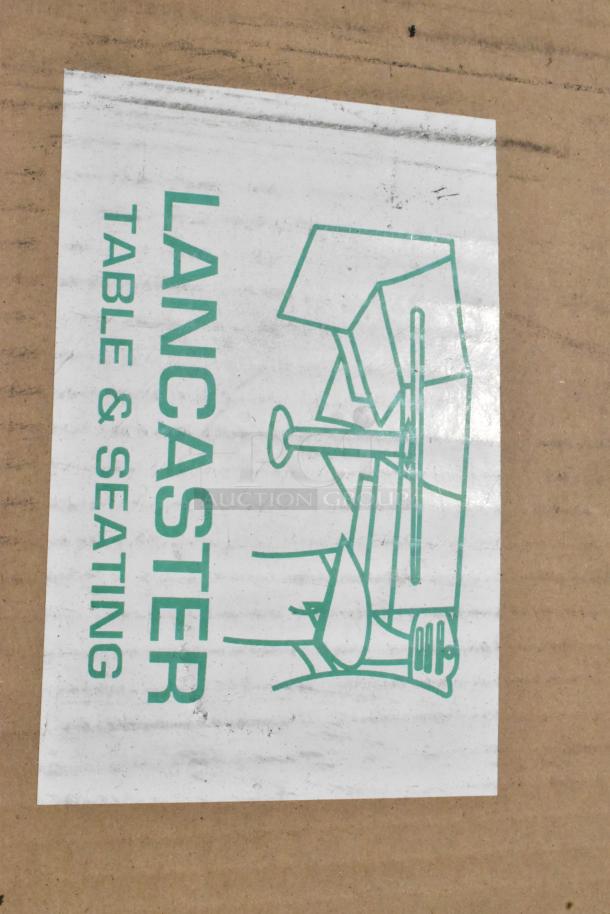 LANCASTER
TABLE & SEATING
AUCTION GROUP